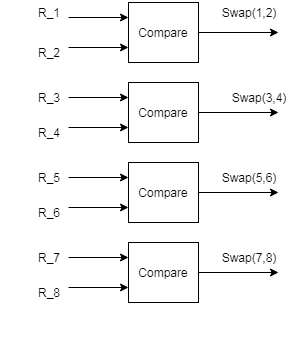 R_1
Compare
Swap(1,2)
R_2
R_3
Compare
Swap(3,4)
R_4
R_5
Compare
Swap(5,6)
R_6
R_7
Compare
Swap(7,8)
R_8